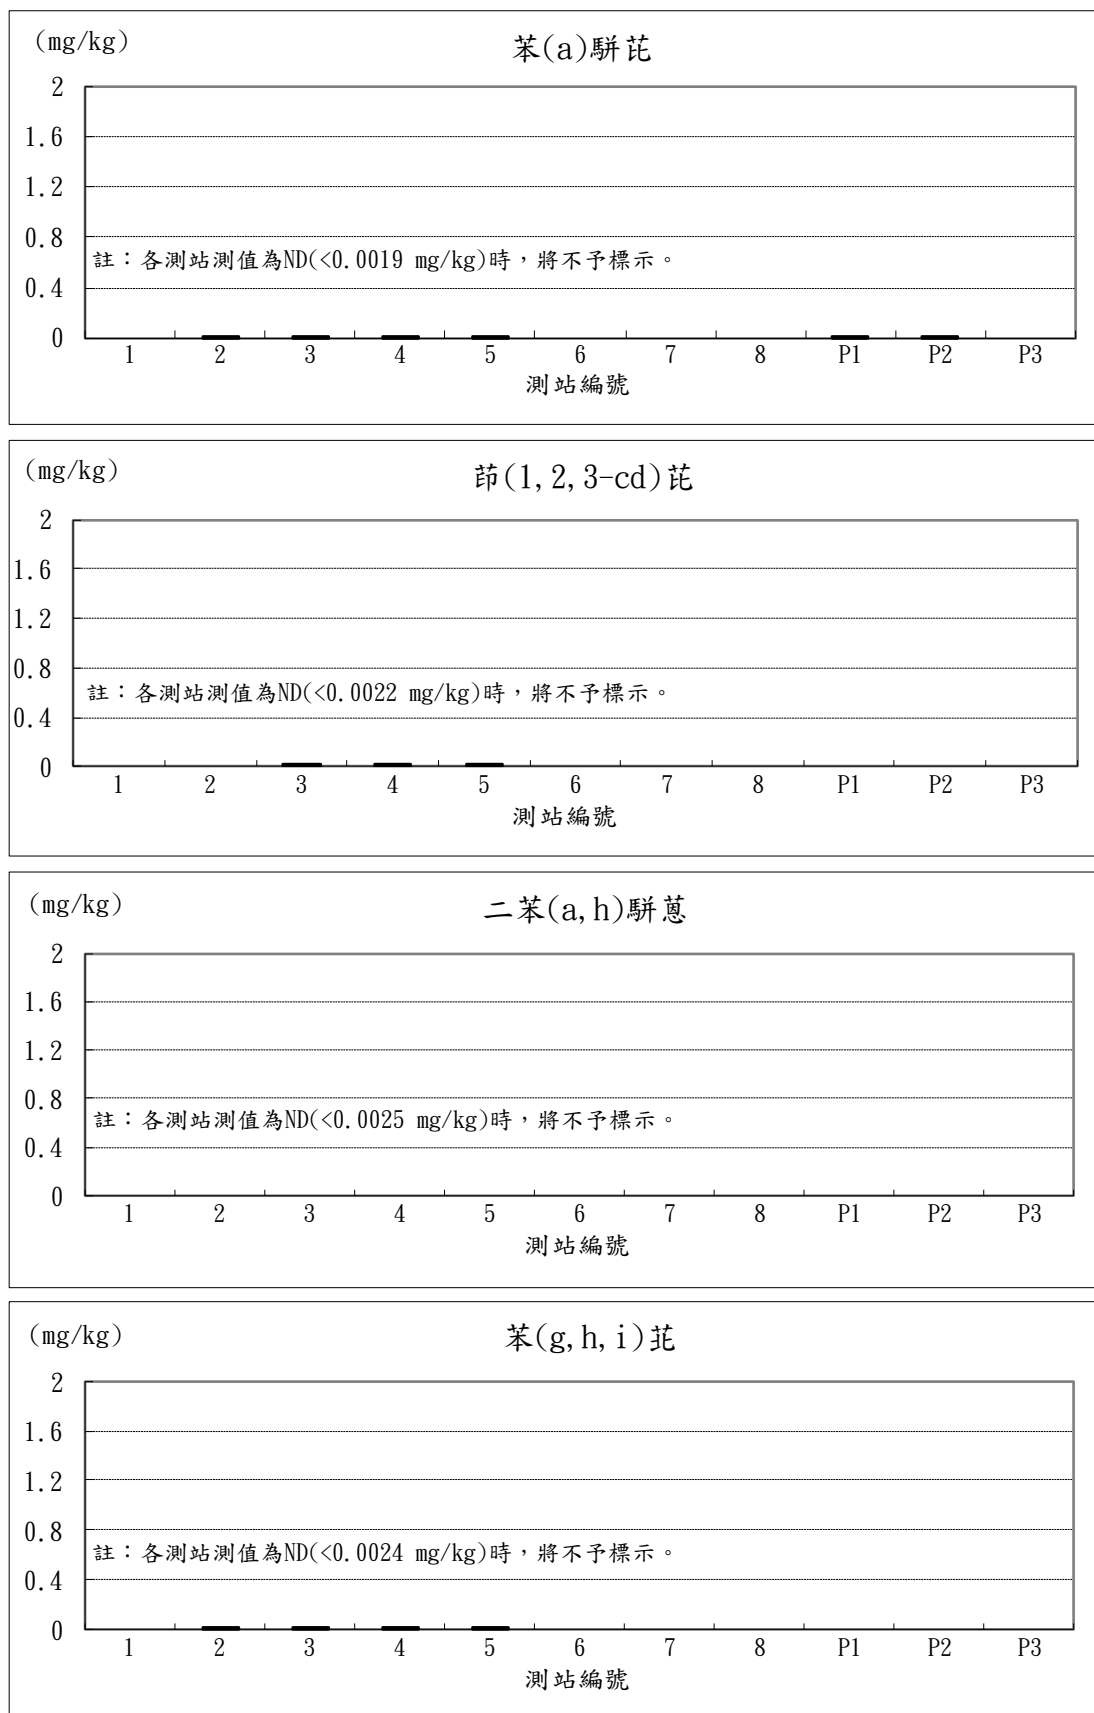 (mg/kg)
苯(a)駢芘
2
1.6
1.2
0.8
註：各測站測值為ND(<0.0019 mg/kg)時，將不予標示。
0.4
0
1 2 3 4 5 6 7 8 P1 P2 P3
測站編號
(mg/kg)
茚(1,2,3-cd)芘
2
1.6
1.2
0.8
註：各測站測值為ND(<0.0022 mg/kg)時，將不予標示。
0.4
0
1 2 3 4 5 6 7 8 P1 P2 P3
測站編號
(mg/kg)
二苯(a,h)駢蒽
2
1.6
1.2
0.8
註：各測站測值為ND(<0.0025 mg/kg)時，將不予標示。
0.4
0
1 2 3 4 5 6 7 8 P1 P2 P3
測站編號
(mg/kg)
苯(g,h,i)苝
2
1.6
1.2
0.8
註：各測站測值為ND(<0.0024 mg/kg)時，將不予標示。
0.4
0
1 2 3 4 5 6 7 8 P1 P2 P3
測站編號